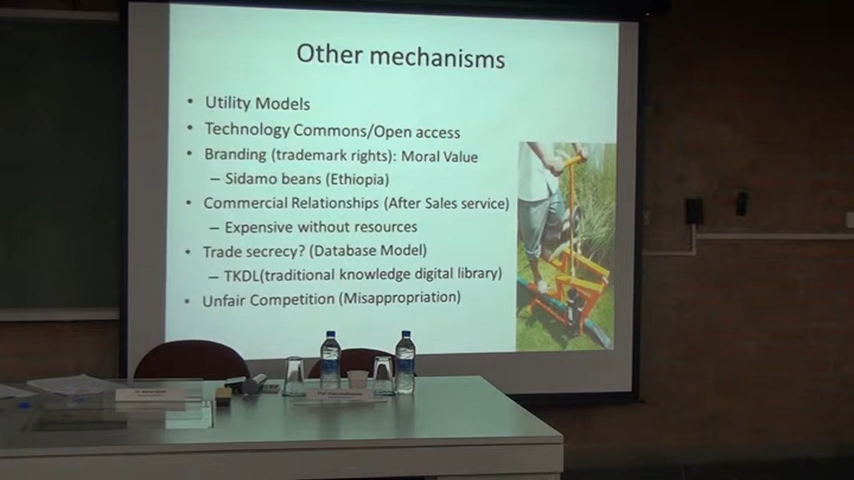 Other mechanisms
• Utility Models
• Technology Commons/Open access
• Branding (trademark rights): Moral Value
– Sidamo beans (Ethiopia)
• Commercial Relationships (After Sales service)
– Expensive without resources
• Trade secrecy? (Database Model)
– TKDL(traditional knowledge digital library)
• Unfair Competition (Misappropriation)